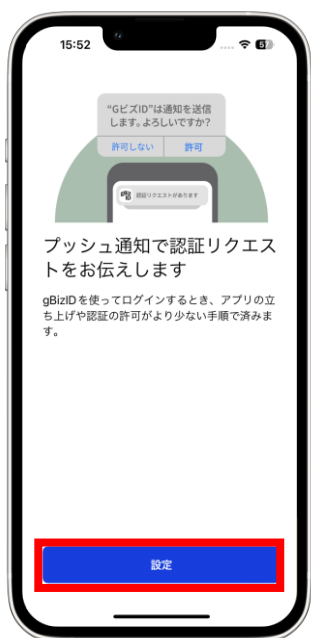 15:52
57
“GビズID”は通知を送信
します。よろしいですか?
許可しない 許可
認証リクエストがあります
プッシュ通知で認証リクエス
トをお伝えします
gBizIDを使ってログインするとき、アプリの立
ち上げや認証の許可がより少ない手順で済みま
す。
設定